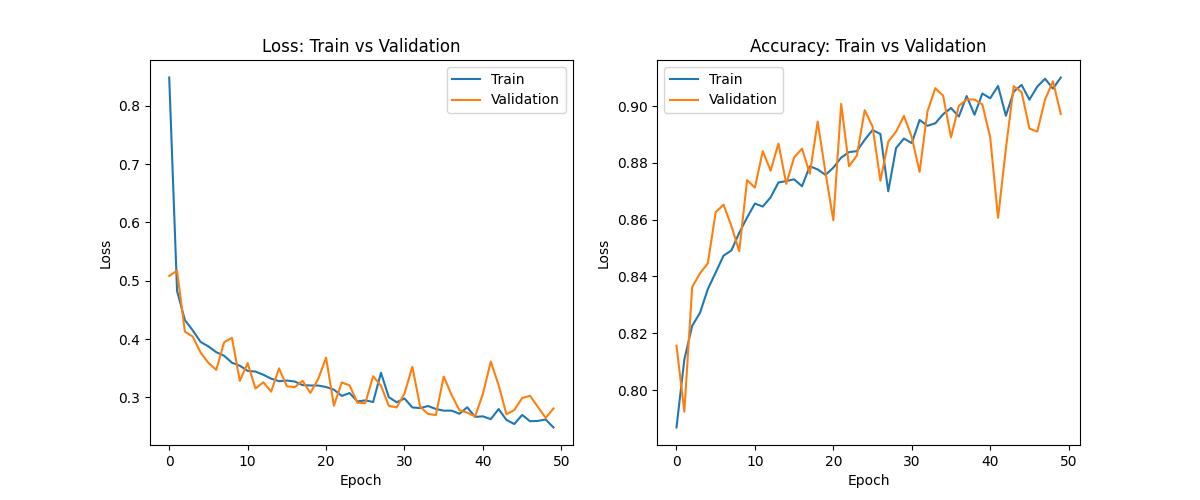 Loss: Train vs Validation
Train
Validation
0.8
0.7
0.6
0.5
0.4
0.3
Loss
0 10 20 30 40 50
Epoch
Accuracy: Train vs Validation
Train
Validation
0.90
0.88
0.86
0.84
0.82
0.80
Loss
0 10 20 30 40 50
Epoch